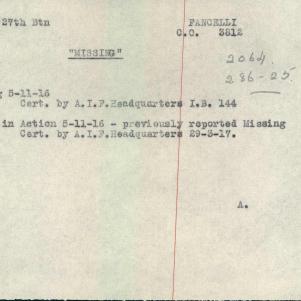 27th Btn FANCELLI
C.C. 3812
"MISSING"
2064
286-25
5-11-16
Cert. by A.I.F.Headquarters I.B. 144
in Action 5-11-16 - previously reported Missing
Cert. by A.I.F.Headquarters 29-3-17.
A.